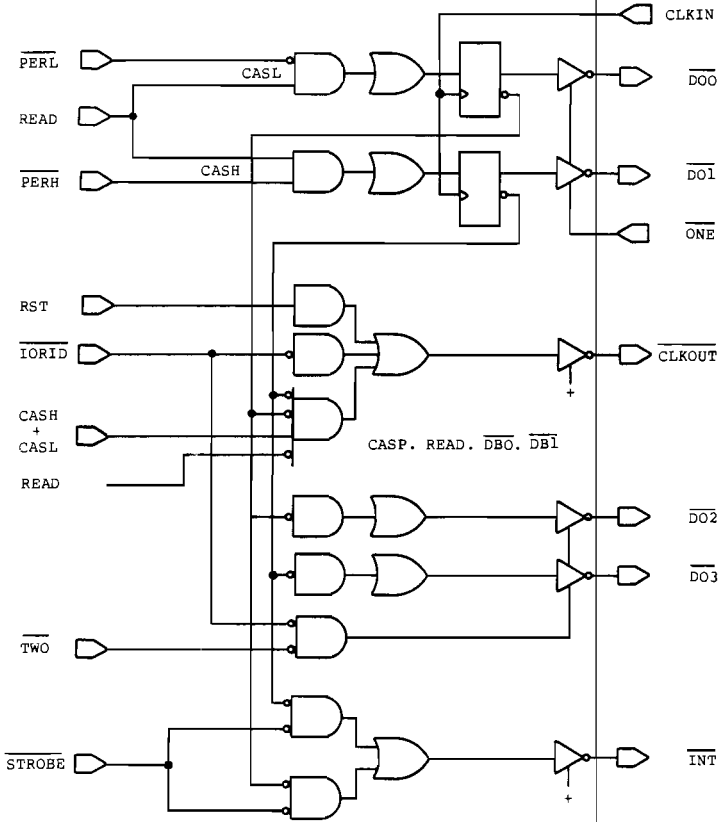 CLKIN
PERL
CASL
DO0
READ
CASH
PERH
DO1
ONE
RST
IORID
CLKOUT
CASH
+
CASL
+
CASP. READ. DB0. DB1
READ
DO2
DO3
TWO
STROBE
INT
+